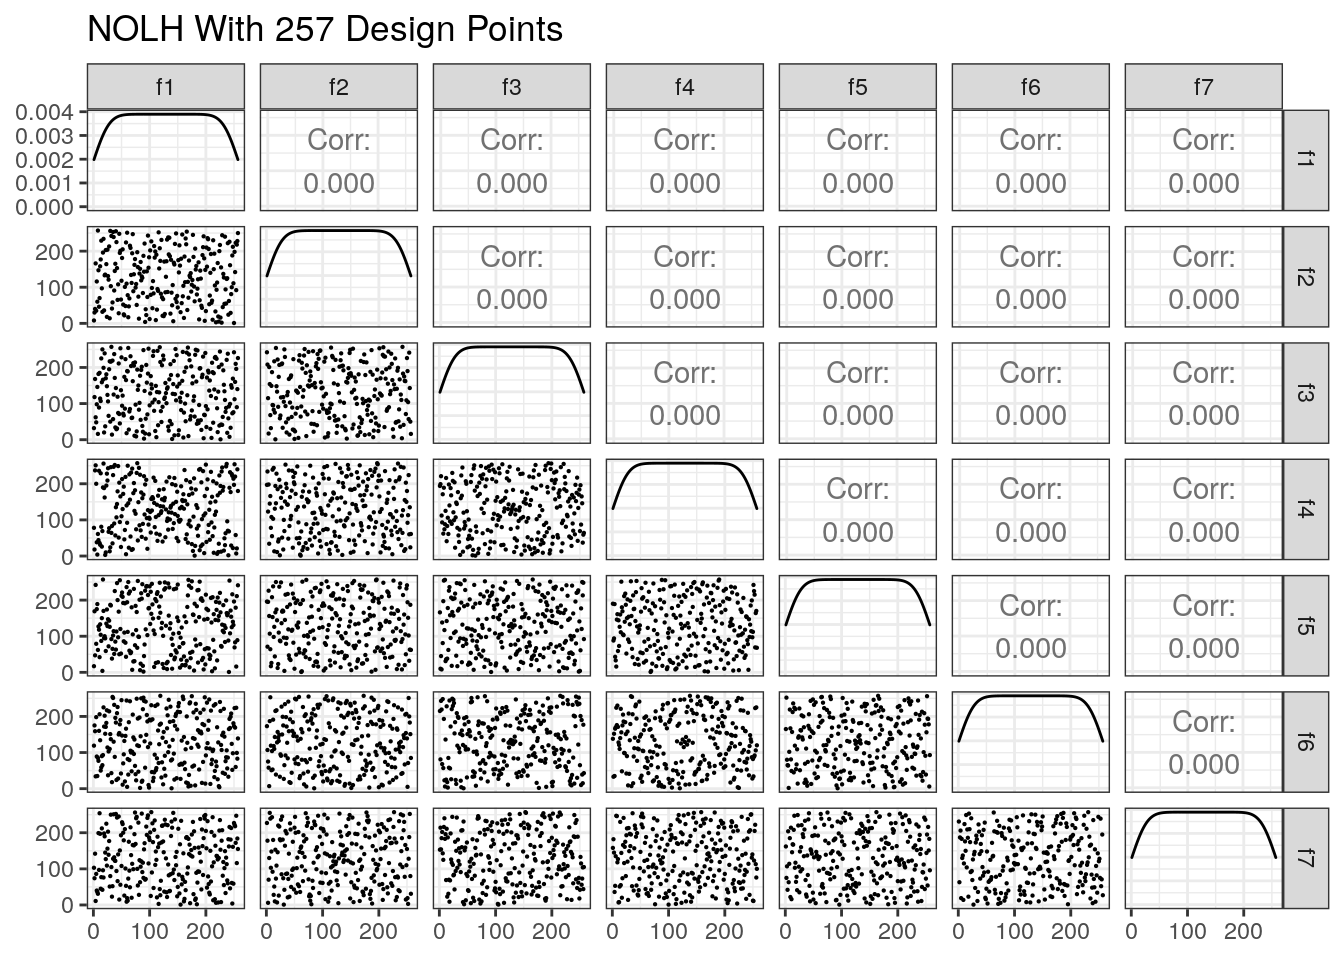 NOLH With 257 Design Points
f1 f2 f3 f4 f5 f6 f7
0.004
0.003
0.002
0.001
0.000
Corr: Corr: Corr: Corr: Corr: Corr:
0.000 0.000 0.000 0.000 0.000 0.000
f1
200
100
0
Corr: Corr: Corr: Corr: Corr:
0.000 0.000 0.000 0.000 0.000
f2
200
100
0
Corr: Corr: Corr: Corr:
0.000 0.000 0.000 0.000
f3
200
100
0
Corr: Corr: Corr:
0.000 0.000 0.000
f4
200
100
0
Corr: Corr:
0.000 0.000
f5
200
100
0
Corr:
0.000
f6
200
100
0
f7
0 100 200 0 100 200 0 100 200 0 100 200 0 100 200 0 100 200 0 100 200